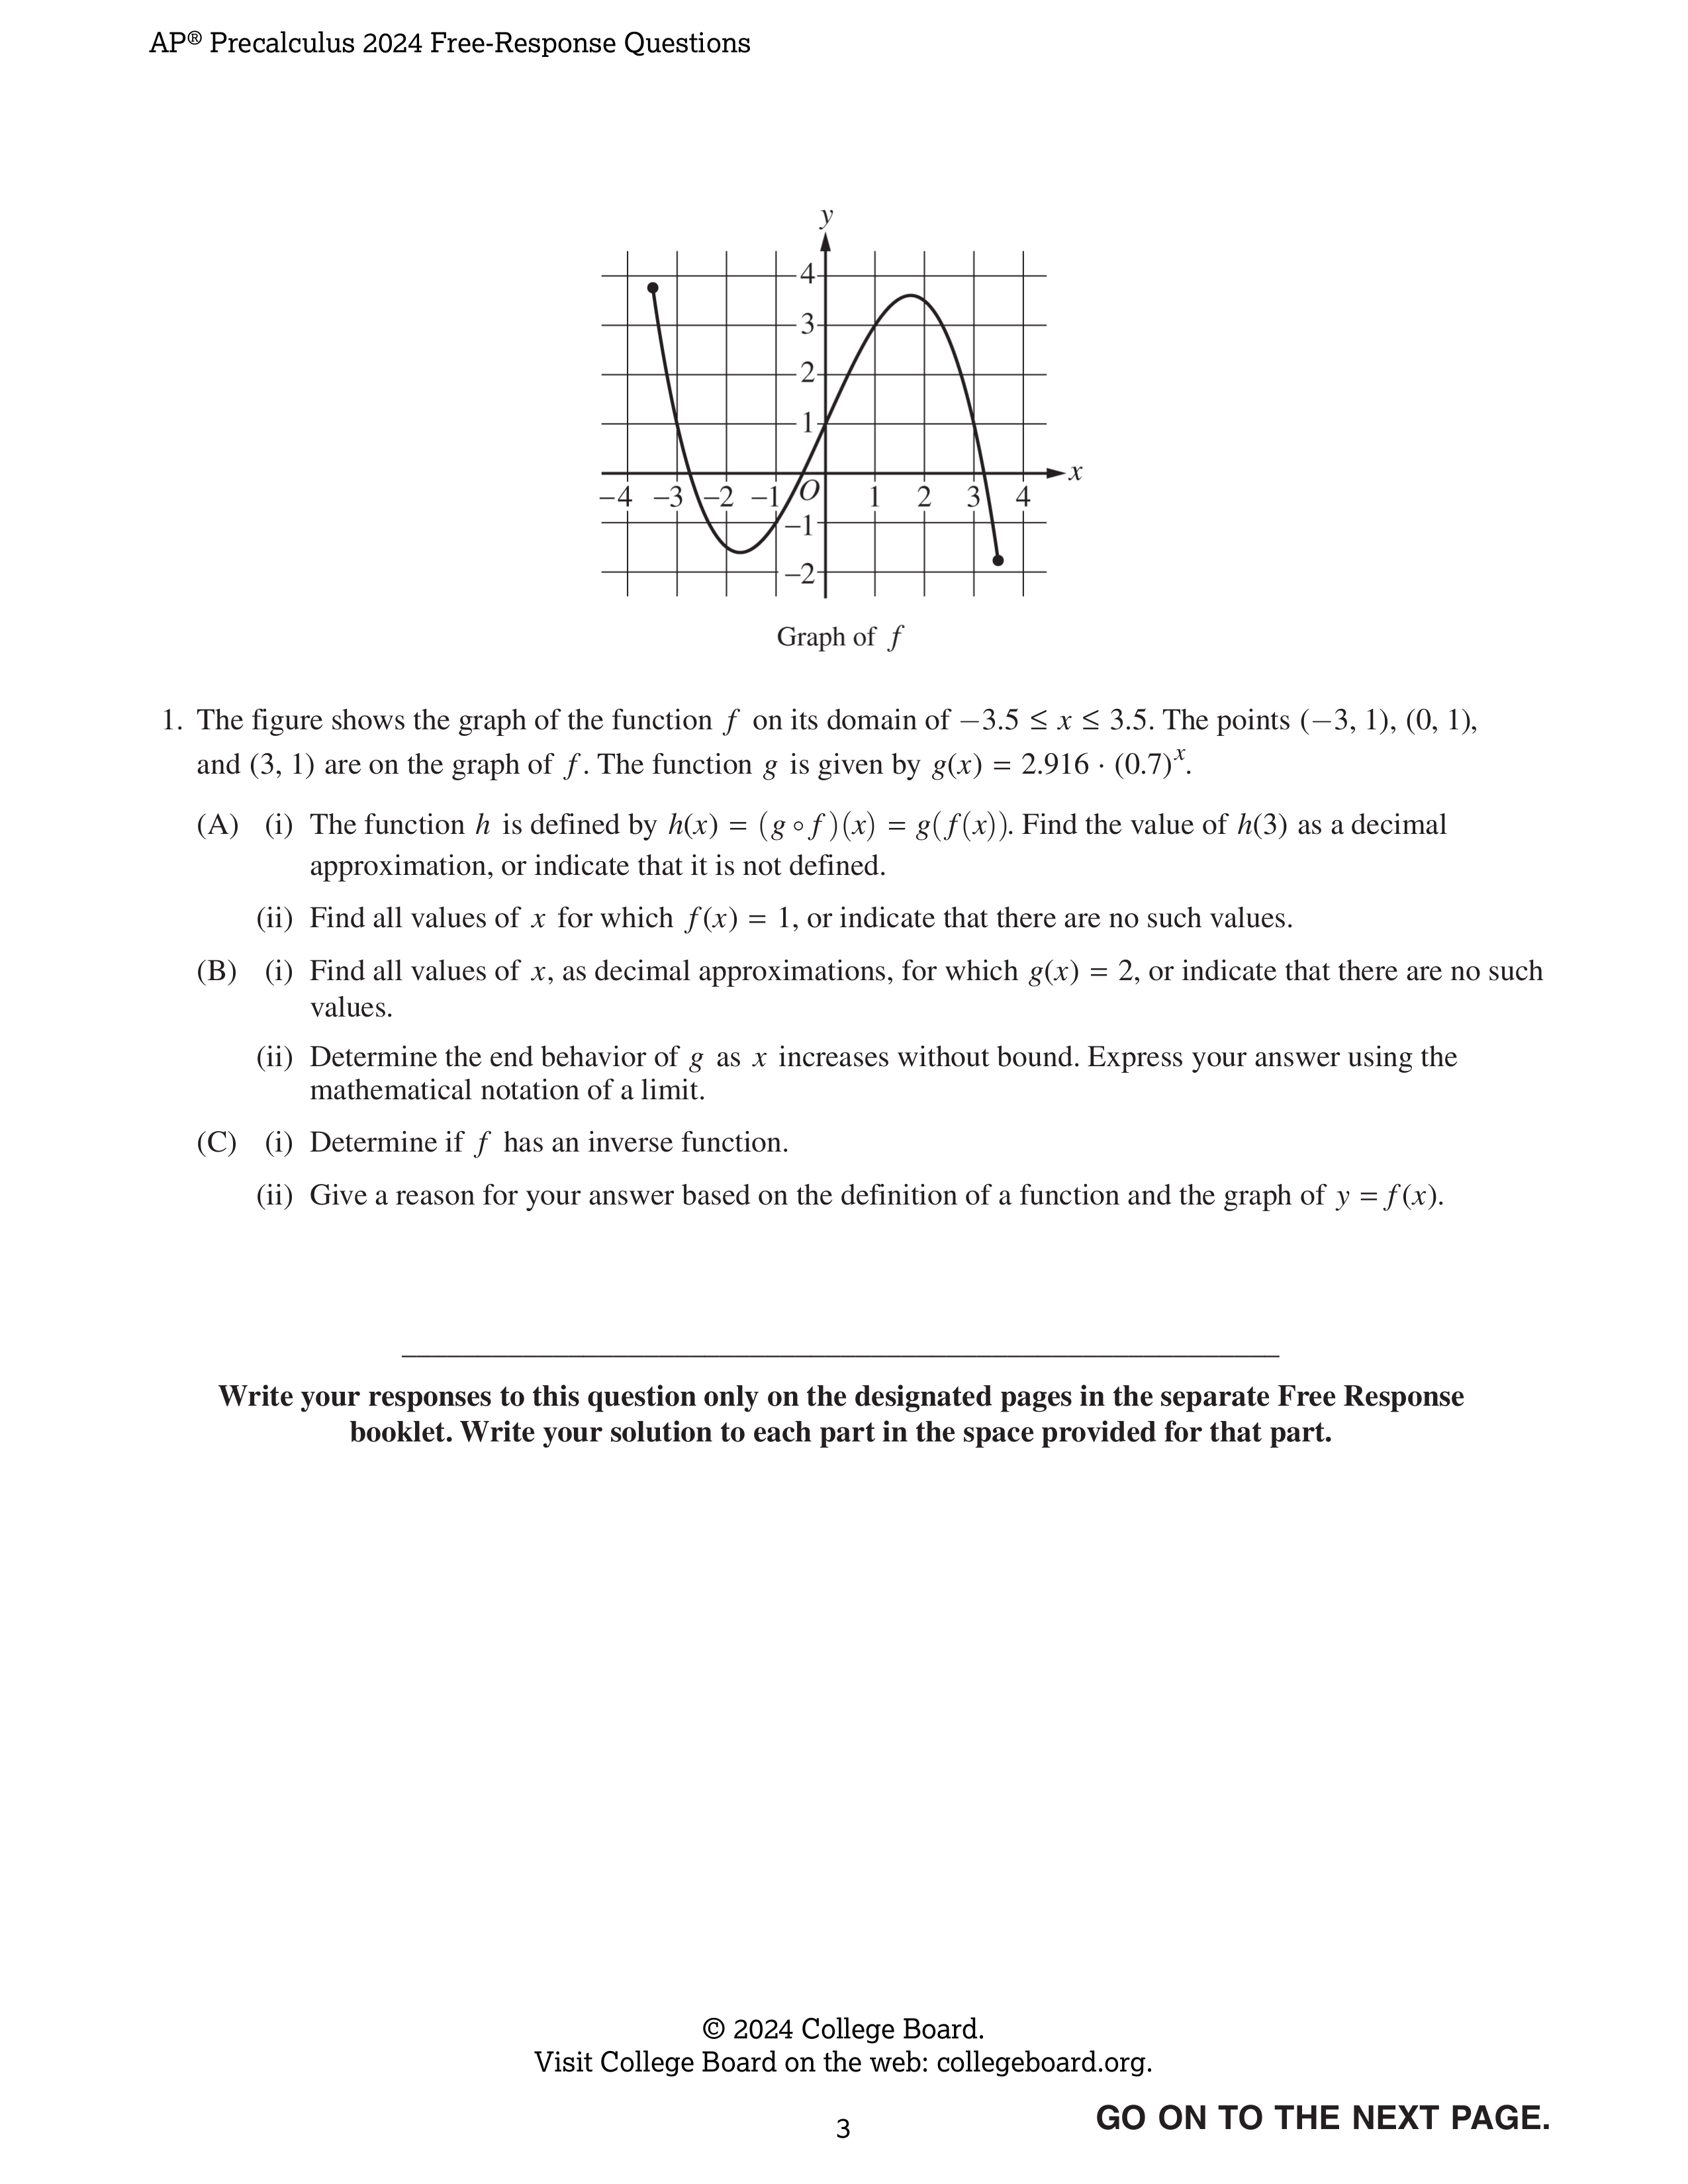 AP® Precalculus 2024 Free-Response Questions
y
4
3
2
1
−4 −3 −2 −1 O 1 2 3 4 x
−1
−2
Graph of f
1. The figure shows the graph of the function f on its domain of −3.5 ≤ x ≤ 3.5. The points (−3, 1), (0, 1),
and (3, 1) are on the graph of f. The function g is given by g(x) = 2.916 · (0.7)^x.
(A) (i) The function h is defined by h(x) = (g ∘ f)(x) = g(f(x)). Find the value of h(3) as a decimal
approximation, or indicate that it is not defined.
(ii) Find all values of x for which f(x) = 1, or indicate that there are no such values.
(B) (i) Find all values of x, as decimal approximations, for which g(x) = 2, or indicate that there are no such
values.
(ii) Determine the end behavior of g as x increases without bound. Express your answer using the
mathematical notation of a limit.
(C) (i) Determine if f has an inverse function.
(ii) Give a reason for your answer based on the definition of a function and the graph of y = f(x).
Write your responses to this question only on the designated pages in the separate Free Response
booklet. Write your solution to each part in the space provided for that part.
© 2024 College Board.
Visit College Board on the web: collegeboard.org.
GO ON TO THE NEXT PAGE.
3